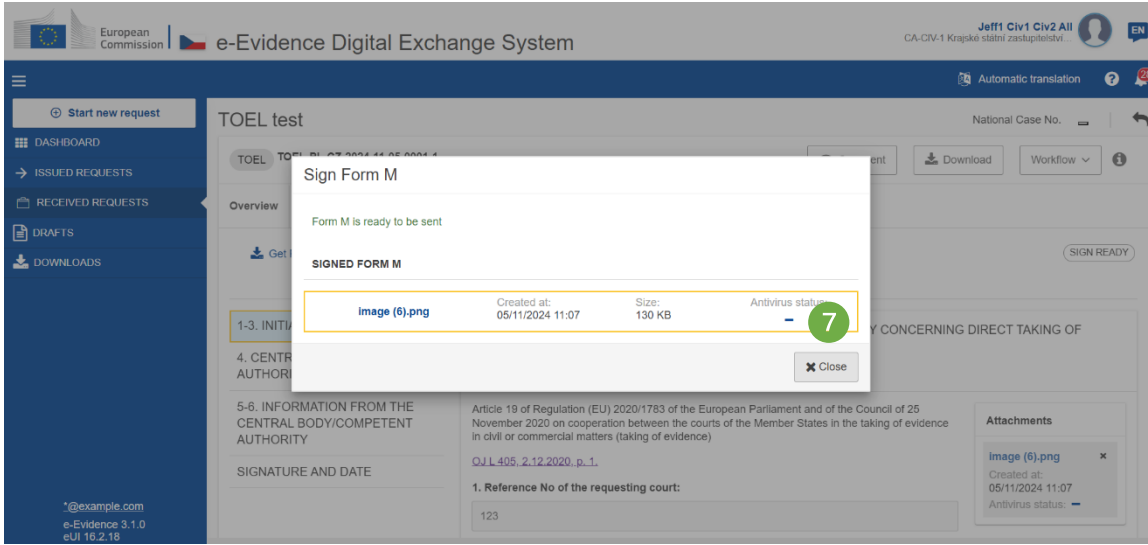 European
Commission
e-Evidence Digital Exchange System
Jeff1 Civ1 Civ2 All
CA-CIV-1 Krajské státní zastupitelství...
EN
Automatic translation
Start new request
DASHBOARD
ISSUED REQUESTS
RECEIVED REQUESTS
DRAFTS
DOWNLOADS
*@example.com
e-Evidence 3.1.0
eUI 16.2.18
TOEL test
National Case No.
TOEL
Download
Workflow
Overview
Get
SIGN READY
Sign Form M
Form M is ready to be sent
SIGNED FORM M
image (6).png
Created at:
05/11/2024 11:07
Size:
130 KB
Antivirus status:
7
Close
1-3. INITI
4. CENTR
AUTHORI
5-6. INFORMATION FROM THE
CENTRAL BODY/COMPETENT
AUTHORITY
SIGNATURE AND DATE
Y CONCERNING DIRECT TAKING OF
Article 19 of Regulation (EU) 2020/1783 of the European Parliament and of the Council of 25
November 2020 on cooperation between the courts of the Member States in the taking of evidence
in civil or commercial matters (taking of evidence)
OJ L 405, 2.12.2020, p. 1.
1. Reference No of the requesting court:
123
Attachments
image (6).png
Created at:
05/11/2024 11:07
Antivirus status: